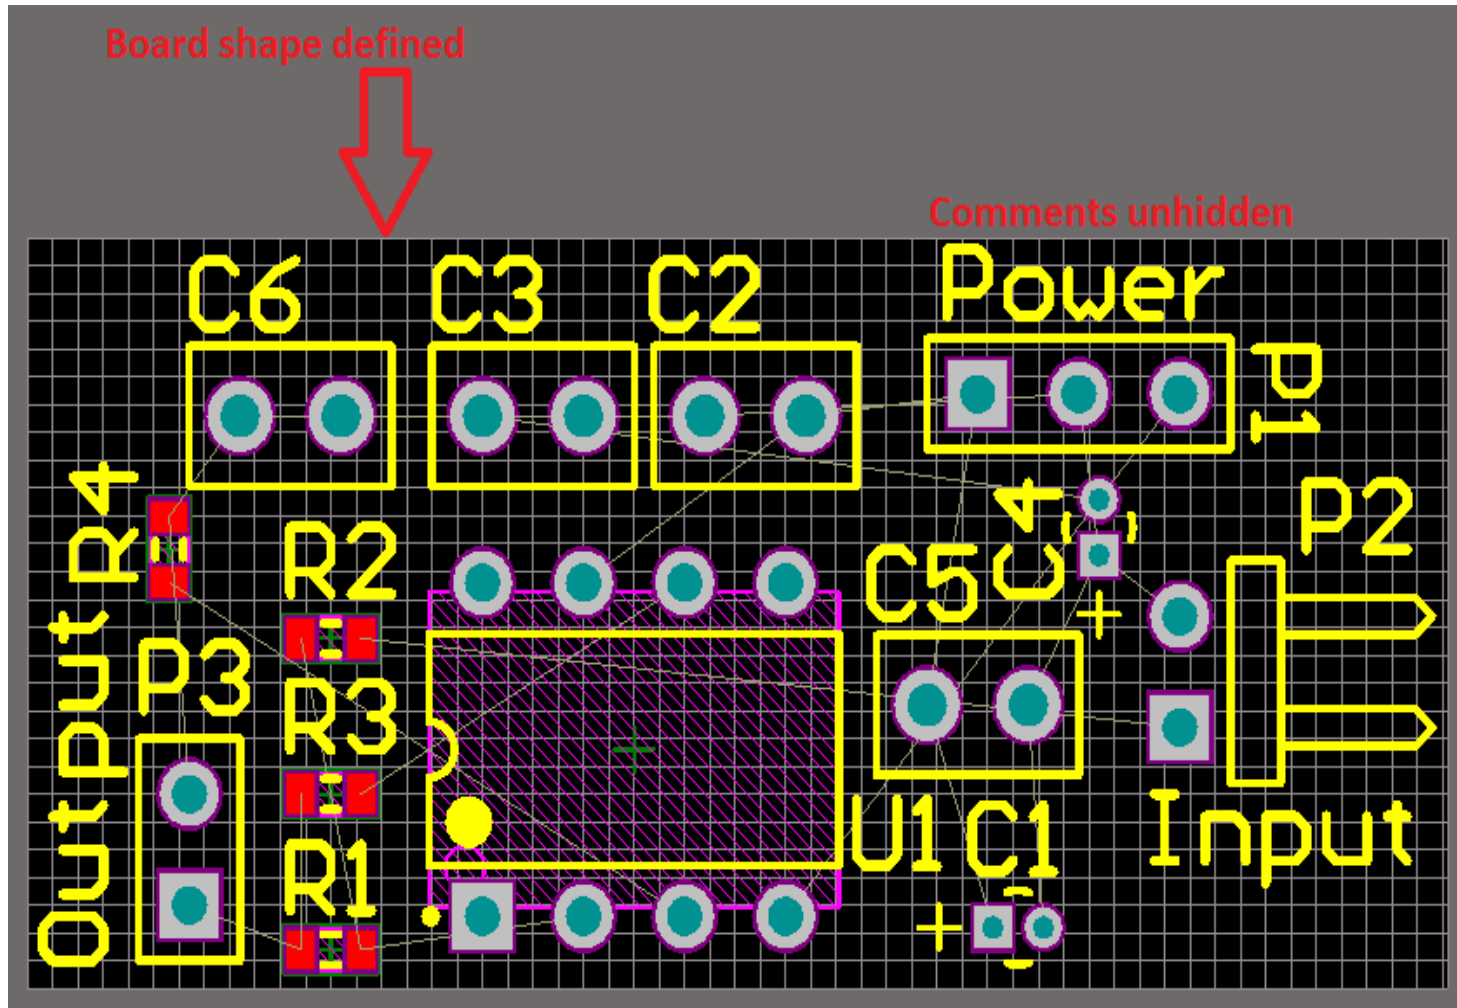 Board shape defined
Comments unhidden
C6
C3
C2
Power
P1
R4
R2
C5
C4
P2
Output
P3
R3
U1
C1
Input
R1
+
+